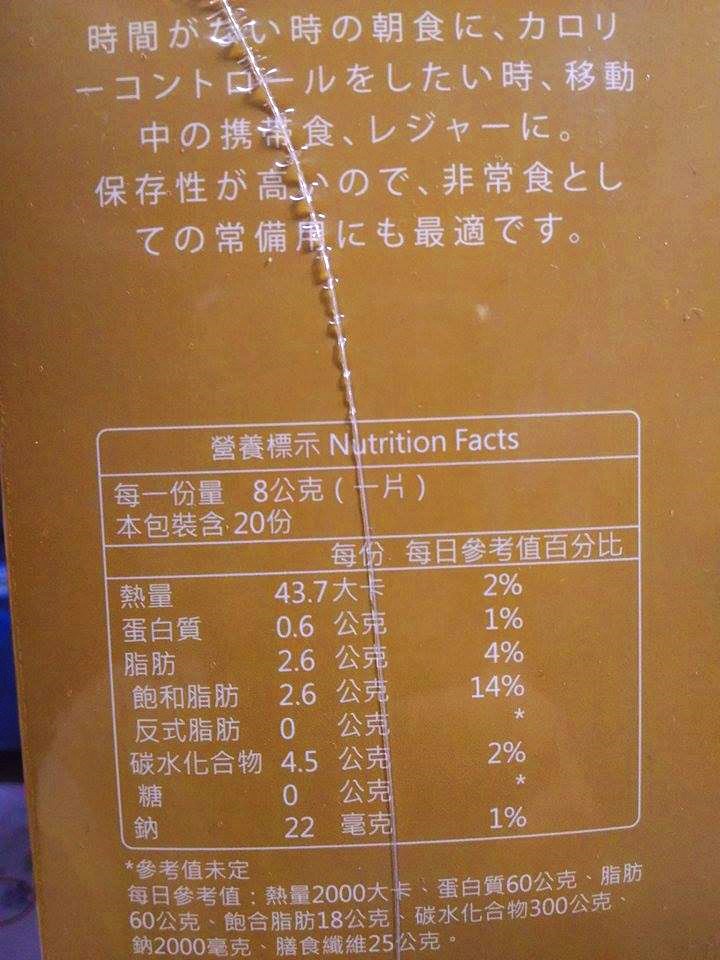 時間がない時の朝食に、カロリ
ーコントロールをしたい時、移動
中の携帯食、レジャーに。
保存性が高いので、非常食とし
ての常備用にも最適です。
營養標示 Nutrition Facts
每一份量 8公克(一片)
本包裝含 20份
每份 每日參考值百分比
熱量 43.7大卡 2%
蛋白質 0.6 公克 1%
脂肪 2.6 公克 4%
飽和脂肪 2.6 公克 14%
反式脂肪 0 公克 *
碳水化合物 4.5 公克 2%
糖 0 公克 *
鈉 22 毫克 1%
*參考值未定
每日參考值:熱量2000大卡、蛋白質60公克、脂肪
60公克、飽合脂肪18公克、碳水化合物300公克、
鈉2000毫克、膳食纖維25公克。